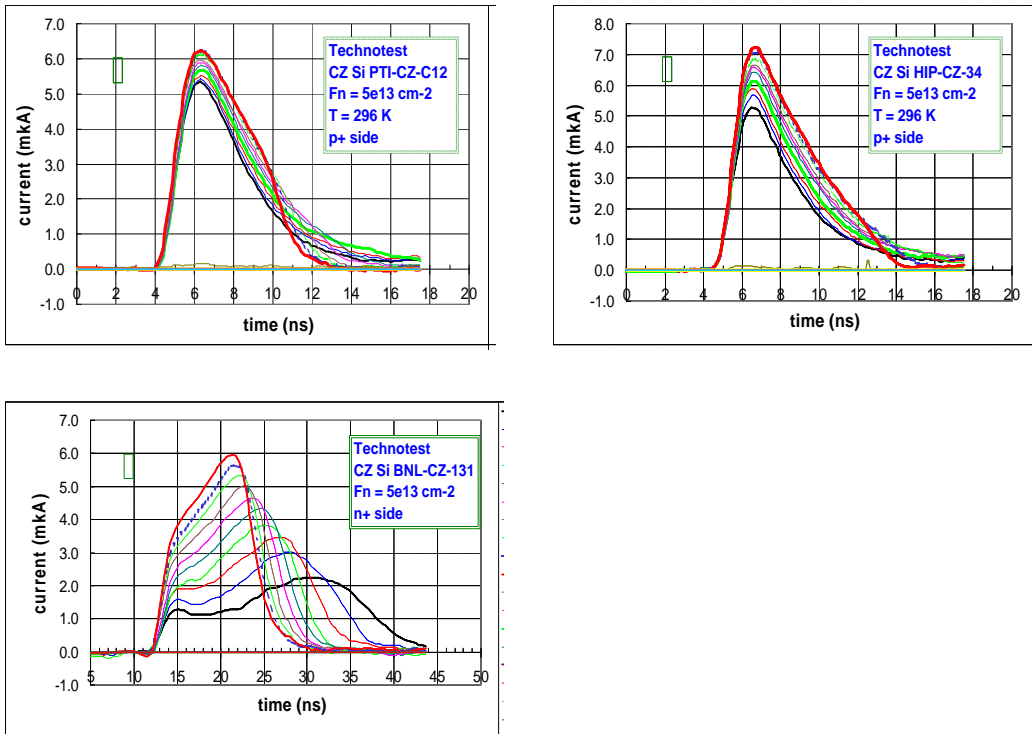 7.0
6.0
5.0
4.0
3.0
2.0
1.0
0.0
-1.0
0 2 4 6 8 10 12 14 16 18 20
current (mkA)
time (ns)
Technotest
CZ Si PTI-CZ-C12
Fn = 5e13 cm-2
T = 296 K
p+ side
8.0
7.0
6.0
5.0
4.0
3.0
2.0
1.0
0.0
-1.0
0 2 4 6 8 10 12 14 16 18 20
current (mkA)
time (ns)
Technotest
CZ Si HIP-CZ-34
Fn = 5e13 cm-2
T = 296 K
p+ side
7.0
6.0
5.0
4.0
3.0
2.0
1.0
0.0
-1.0
5 10 15 20 25 30 35 40 45 50
current (mkA)
time (ns)
Technotest
CZ Si BNL-CZ-131
Fn = 5e13 cm-2
n+ side